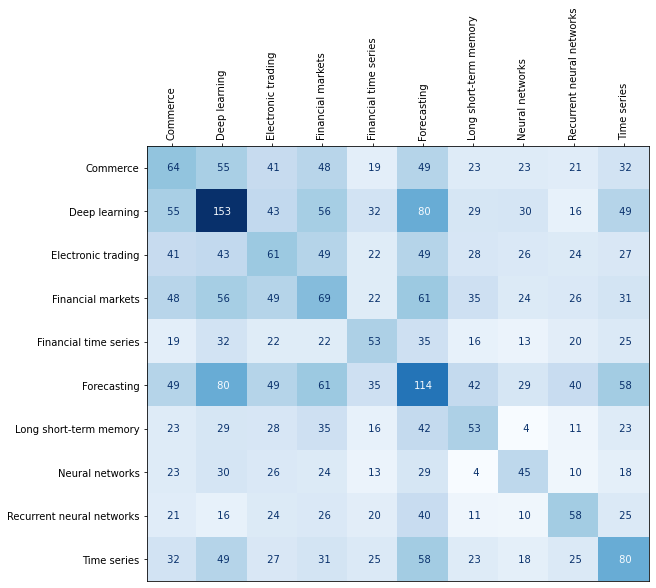 Commerce
Deep learning
Electronic trading
Financial markets
Financial time series
Forecasting
Long short-term memory
Neural networks
Recurrent neural networks
Time series
Commerce 64 55 41 48 19 49 23 23 21 32
Deep learning 55 153 43 56 32 80 29 30 16 49
Electronic trading 41 43 61 49 22 49 28 26 24 27
Financial markets 48 56 49 69 22 61 35 24 26 31
Financial time series 19 32 22 22 53 35 16 13 20 25
Forecasting 49 80 49 61 35 114 42 29 40 58
Long short-term memory 23 29 28 35 16 42 53 4 11 23
Neural networks 23 30 26 24 13 29 4 45 10 18
Recurrent neural networks 21 16 24 26 20 40 11 10 58 25
Time series 32 49 27 31 25 58 23 18 25 80